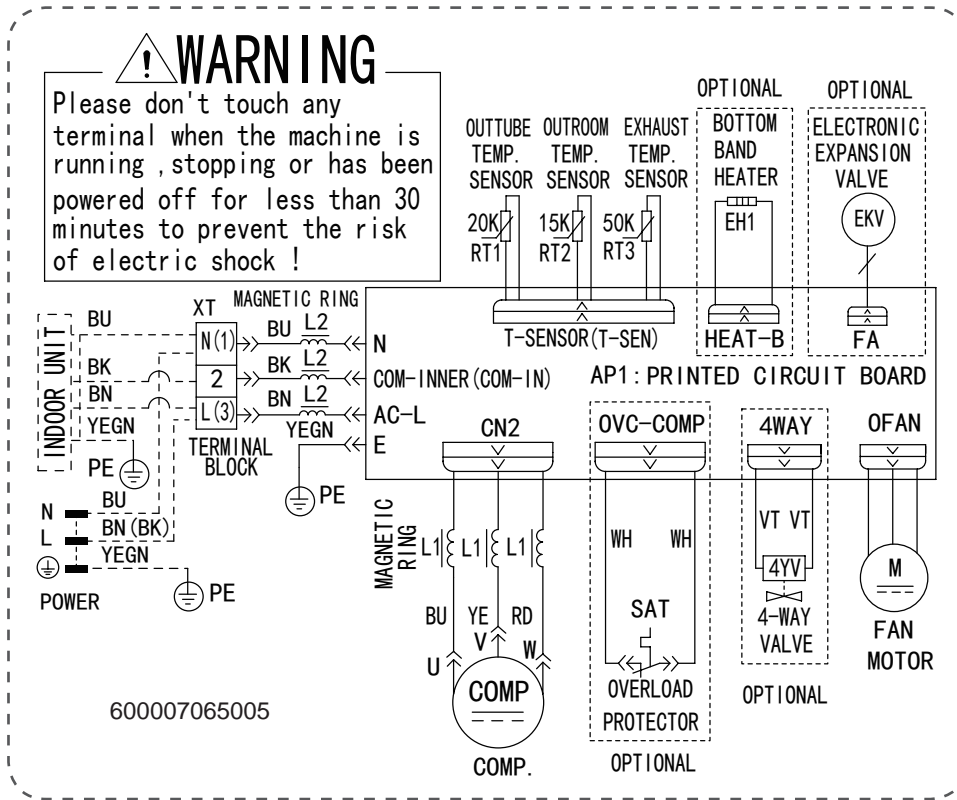 WARNING
Please don't touch any
terminal when the machine is
running ,stopping or has been
powered off for less than 30
minutes to prevent the risk
of electric shock !
OPTIONAL
OPTIONAL
OUTTUBE
TEMP.
SENSOR
OUTROOM
TEMP.
SENSOR
EXHAUST
TEMP.
SENSOR
BOTTOM
BAND
HEATER
ELECTRONIC
EXPANSION
VALVE
20K
RT1
15K
RT2
50K
RT3
EH1
EKV
T-SENSOR(T-SEN)
HEAT-B
FA
INDOOR UNIT
BU
BK
BN
YEGN
PE
XT
N(1)
2
L(3)
TERMINAL
BLOCK
MAGNETIC RING
BU
L2
BK
L2
BN
L2
YEGN
PE
N
COM-INNER(COM-IN)
AC-L
E
AP1:PRINTED CIRCUIT BOARD
CN2
OVC-COMP
4WAY
OFAN
N
L
POWER
BU
BN(BK)
YEGN
PE
MAGNETIC
RING
L1
L1
L1
BU
YE
RD
U
V
W
COMP
COMP.
WH
WH
SAT
OVERLOAD
PROTECTOR
OPTIONAL
VT
VT
4YV
4-WAY
VALVE
OPTIONAL
M
FAN
MOTOR
600007065005